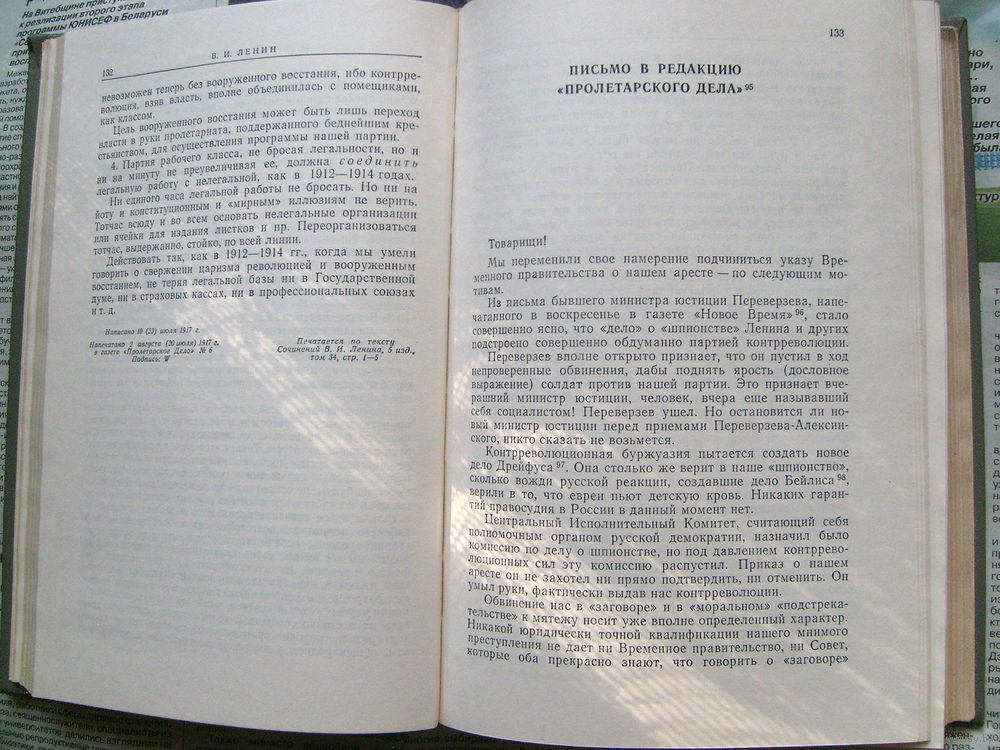 На Витебщине приступ
к реализации второго этапа
программы ЮНИСЕФ в Беларуси
132
В. И. ЛЕНИН
невозможен теперь без вооруженного восстания, ибо контрре-
волюция, взяв власть, вполне объединилась с помещиками,
как классом.
Цель вооруженного восстания может быть лишь переход
власти в руки пролетариата, поддержанного беднейшим кре-
стьянством, для осуществления программы нашей партии.
4. Партия рабочего класса, не бросая легальности, но и
ни на минуту не преувеличивая ее, должна соединить
легальную работу с нелегальной, как в 1912—1914 годах.
Ни единого часа легальной работы не бросать. Но ни на
йоту и конституционным и «мирным» иллюзиям не верить.
Тотчас всюду и во всем основать нелегальные организации
или ячейки для издания листков и пр. Переорганизоваться
тотчас, выдержанно, стойко, по всей линии.
Действовать так, как в 1912—1914 гг., когда мы умели
говорить о свержении царизма революцией и вооруженным
восстанием, не теряя легальной базы ни в Государственной
думе, ни в страховых кассах, ни в профессиональных союзах
и т. д.
Написано 10 (23) июля 1917 г.
Напечатано 2 августа (20 июля) 1917 г.
в газете «Пролетарское Дело» № 6
Подпись: W
Печатается по тексту
Сочинений В. И. Ленина, 5 изд.,
том 34, стр. 1—5
133
ПИСЬМО В РЕДАКЦИЮ
«ПРОЛЕТАРСКОГО ДЕЛА» 95
Товарищи!
Мы переменили свое намерение подчиниться указу Вре-
менного правительства о нашем аресте — по следующим мо-
тивам.
Из письма бывшего министра юстиции Переверзева, напе-
чатанного в воскресенье в газете «Новое Время» 96, стало
совершенно ясно, что «дело» о «шпионстве» Ленина и других
подстроено совершенно обдуманно партией контрреволюции.
Переверзев вполне открыто признает, что он пустил в ход
непроверенные обвинения, дабы поднять ярость (дословное
выражение) солдат против нашей партии. Это признает вче-
рашний министр юстиции, человек, вчера еще называвший
себя социалистом! Переверзев ушел. Но остановится ли но-
вый министр юстиции перед приемами Переверзева-Алексин-
ского, никто сказать не возьмется.
Контрреволюционная буржуазия пытается создать новое
дело Дрейфуса 97. Она столько же верит в наше «шпионство»,
сколько вожди русской реакции, создавшие дело Бейлиса 98,
верили в то, что евреи пьют детскую кровь. Никаких гаран-
тий правосудия в России в данный момент нет.
Центральный Исполнительный Комитет, считающий себя
полномочным органом русской демократии, назначил было
комиссию по делу о шпионстве, но под давлением контррево-
люционных сил эту комиссию распустил. Приказ о нашем
аресте он не захотел ни прямо подтвердить, ни отменить. Он
умыл руки, фактически выдав нас контрреволюции.
Обвинение нас в «заговоре» и в «моральном» «подстрека-
тельстве» к мятежу носит уже вполне определенный характер.
Никакой юридически точной квалификации нашего мнимого
преступления не дает ни Временное правительство, ни Совет,
которые оба прекрасно знают, что говорить о «заговоре»